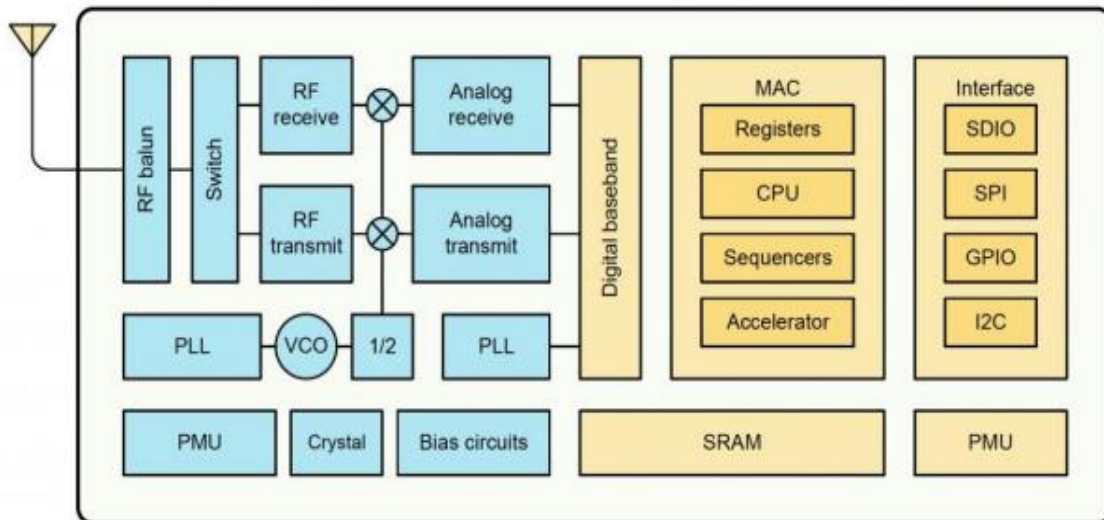 RF balun
Switch
RF
receive
Analog
receive
RF
transmit
Analog
transmit
PLL
VCO
1/2
PLL
Digital baseband
MAC
Registers
CPU
Sequencers
Accelerator
Interface
SDIO
SPI
GPIO
I2C
PMU
Crystal
Bias circuits
SRAM
PMU